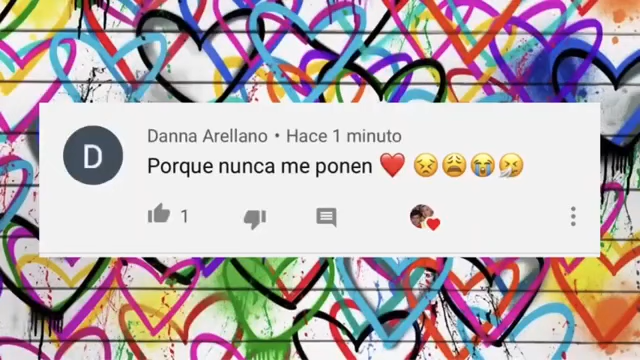 D
Danna Arellano • Hace 1 minuto
Porque nunca me ponen ❤️ 😣😩😭🤧
1